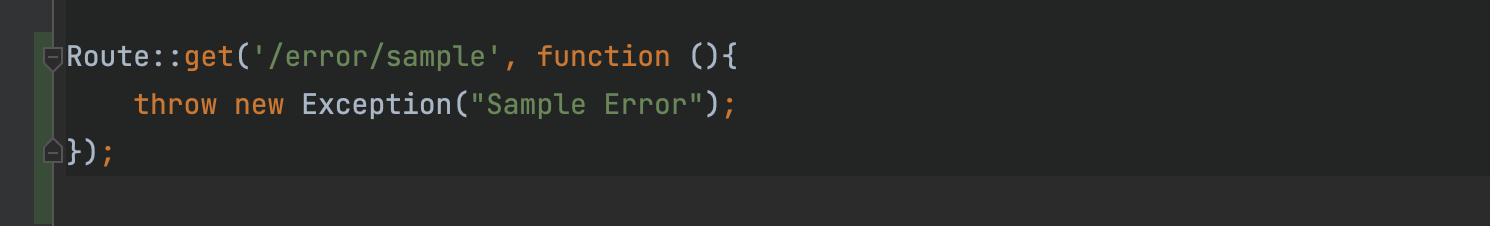 Route::get('/error/sample', function (){
    throw new Exception("Sample Error");
});